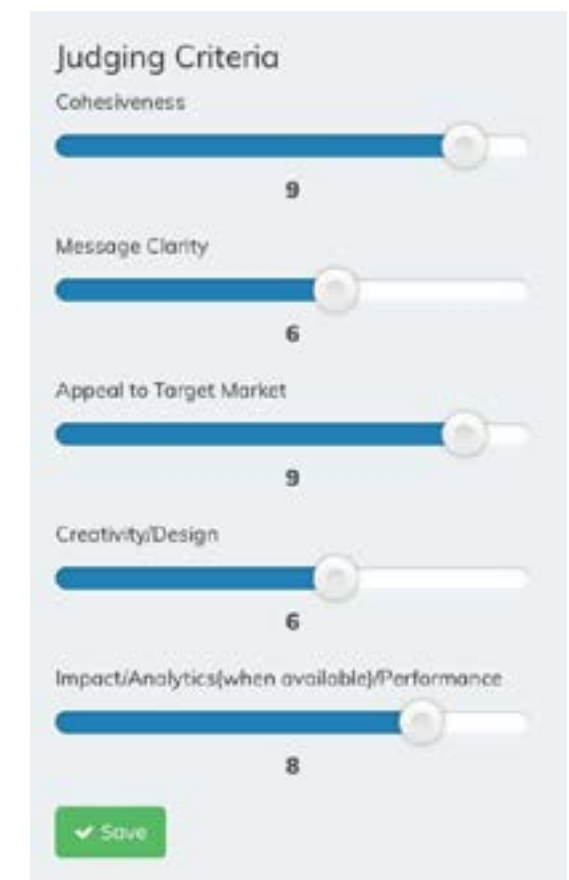 Judging Criteria
Cohesiveness
9
Message Clarity
6
Appeal to Target Market
9
Creativity/Design
6
Impact/Analytics(when available)/Performance
8
✔ Save